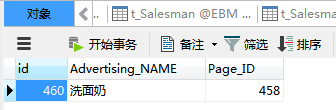 对象 t_Salesman @EBM t_S
开始事务 备注 筛选 排序
id Advertising_NAME Page_ID
460 洗面奶 458